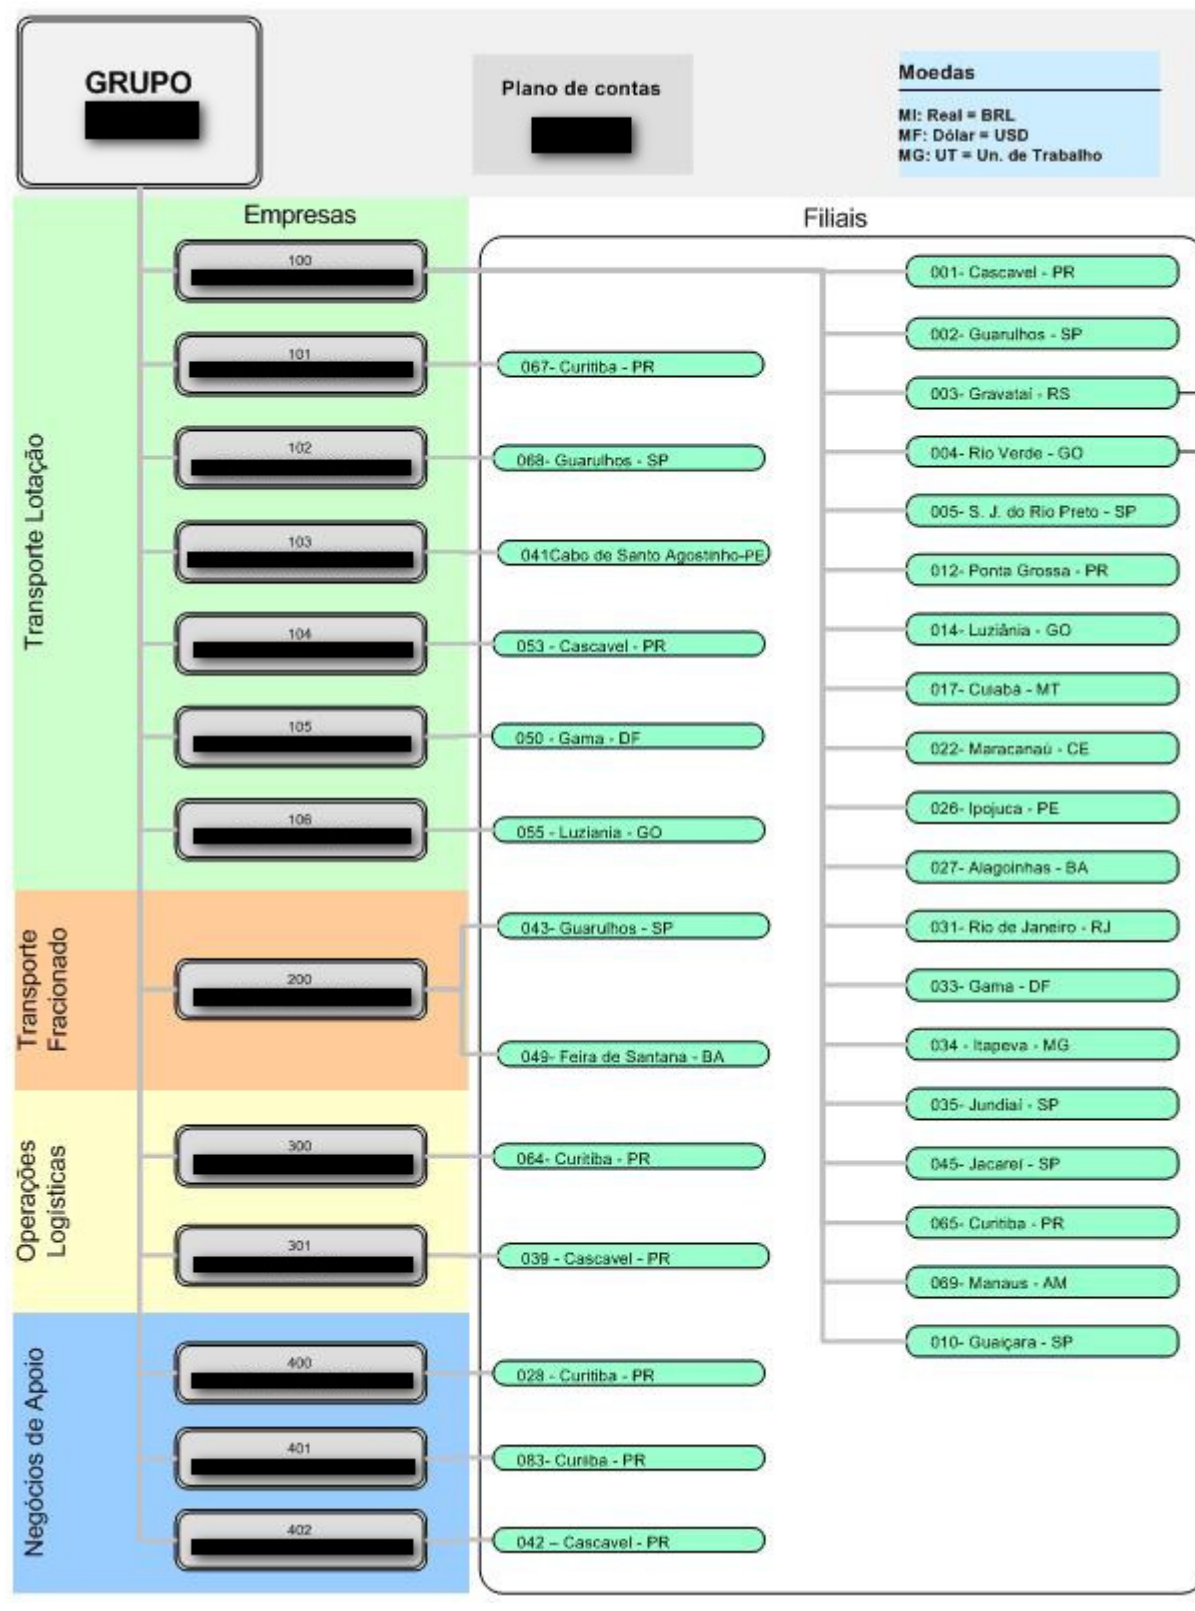 GRUPO
Plano de contas
Moedas
MI: Real = BRL
MF: Dólar = USD
MG: UT = Un. de Trabalho
Empresas
Filiais
Transporte Lotação
100
101
102
103
104
105
106
067- Curitiba - PR
068- Guarulhos - SP
041Cabo de Santo Agostinho-PE
053 - Cascavel - PR
050 - Gama - DF
055 - Luziania - GO
Transporte
Fracionado
200
043- Guarulhos - SP
049- Feira de Santana - BA
Operações
Logísticas
300
301
064- Curitiba - PR
039 - Cascavel - PR
Negócios de Apoio
400
401
402
028 - Curitiba - PR
083- Curiiba - PR
042 – Cascavel - PR
001- Cascavel - PR
002- Guarulhos - SP
003- Gravataí - RS
004- Rio Verde - GO
005- S. J. do Rio Preto - SP
012- Ponta Grossa - PR
014- Luziânia - GO
017- Cuiabá - MT
022- Maracanaú - CE
026- Ipojuca - PE
027- Alagoinhas - BA
031- Rio de Janeiro - RJ
033- Gama - DF
034 - Itapeva - MG
035- Jundiaí - SP
045- Jacareí - SP
065- Curitiba - PR
069- Manaus - AM
010- Guaiçara - SP